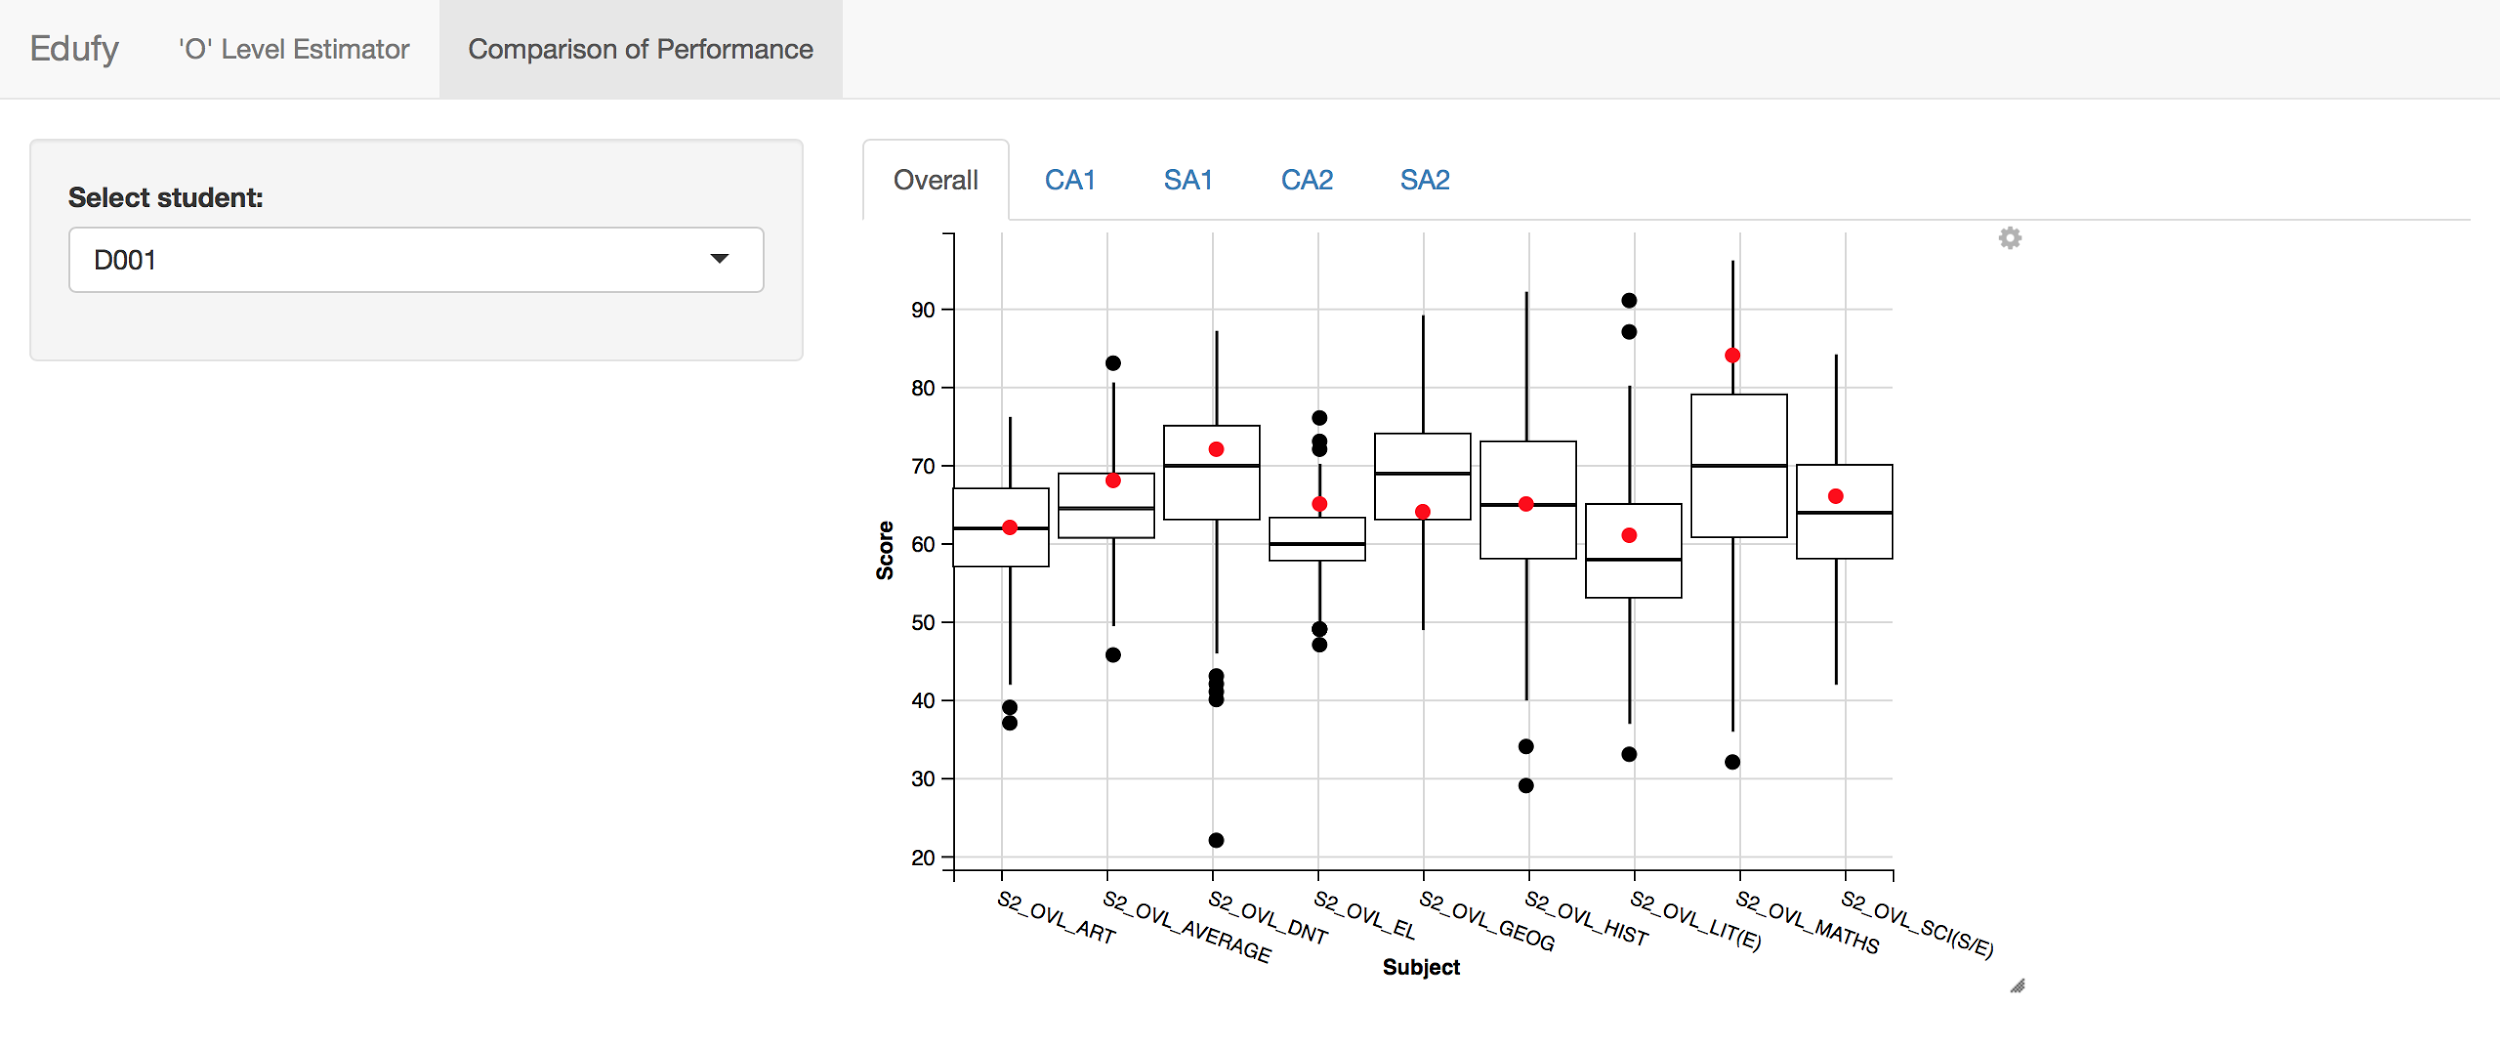 Edufy 'O' Level Estimator Comparison of Performance
Select student:
D001
Overall CA1 SA1 CA2 SA2
90
80
70
60
50
40
30
20
Score
S2_OVL_ART
S2_OVL_AVERAGE
S2_OVL_DNT
S2_OVL_EL
S2_OVL_GEOG
S2_OVL_HIST
S2_OVL_LIT(E)
S2_OVL_MATHS
S2_OVL_SCI(S/E)
Subject